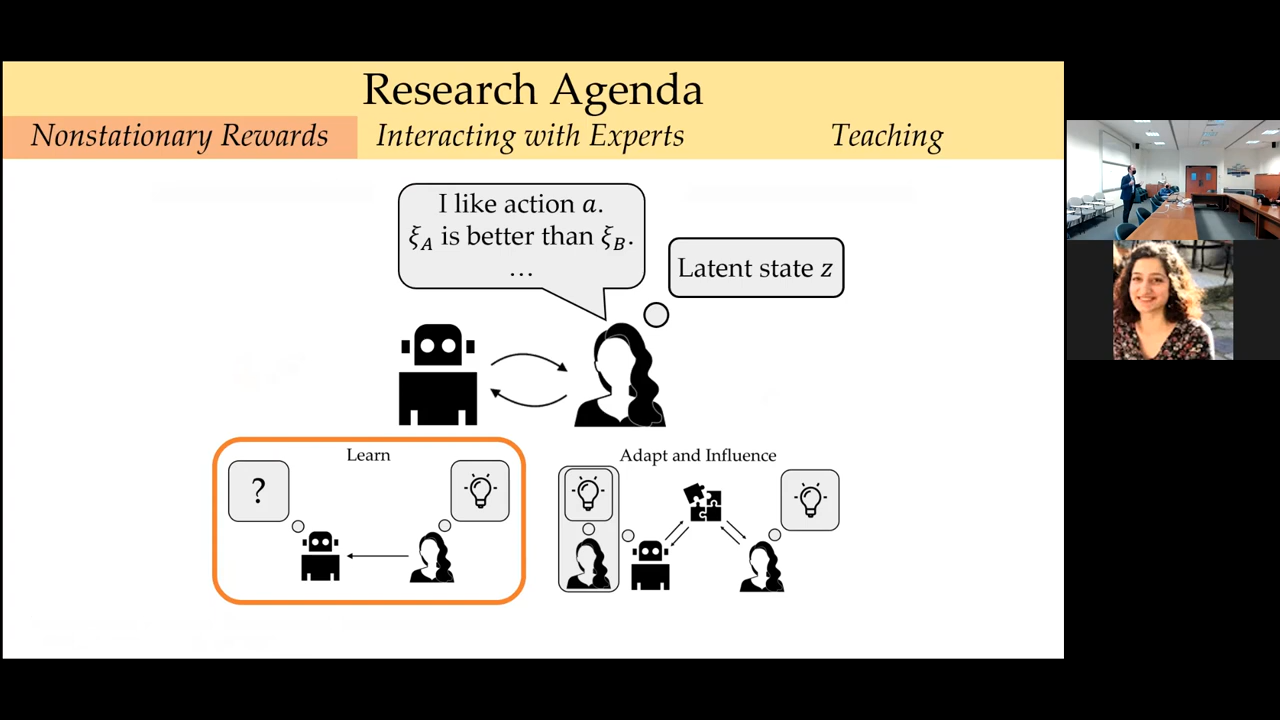 Research Agenda
Nonstationary Rewards
Interacting with Experts
Teaching
I like action a.
ξ_A is better than ξ_B.
...
Latent state z
Learn
?
Adapt and Influence